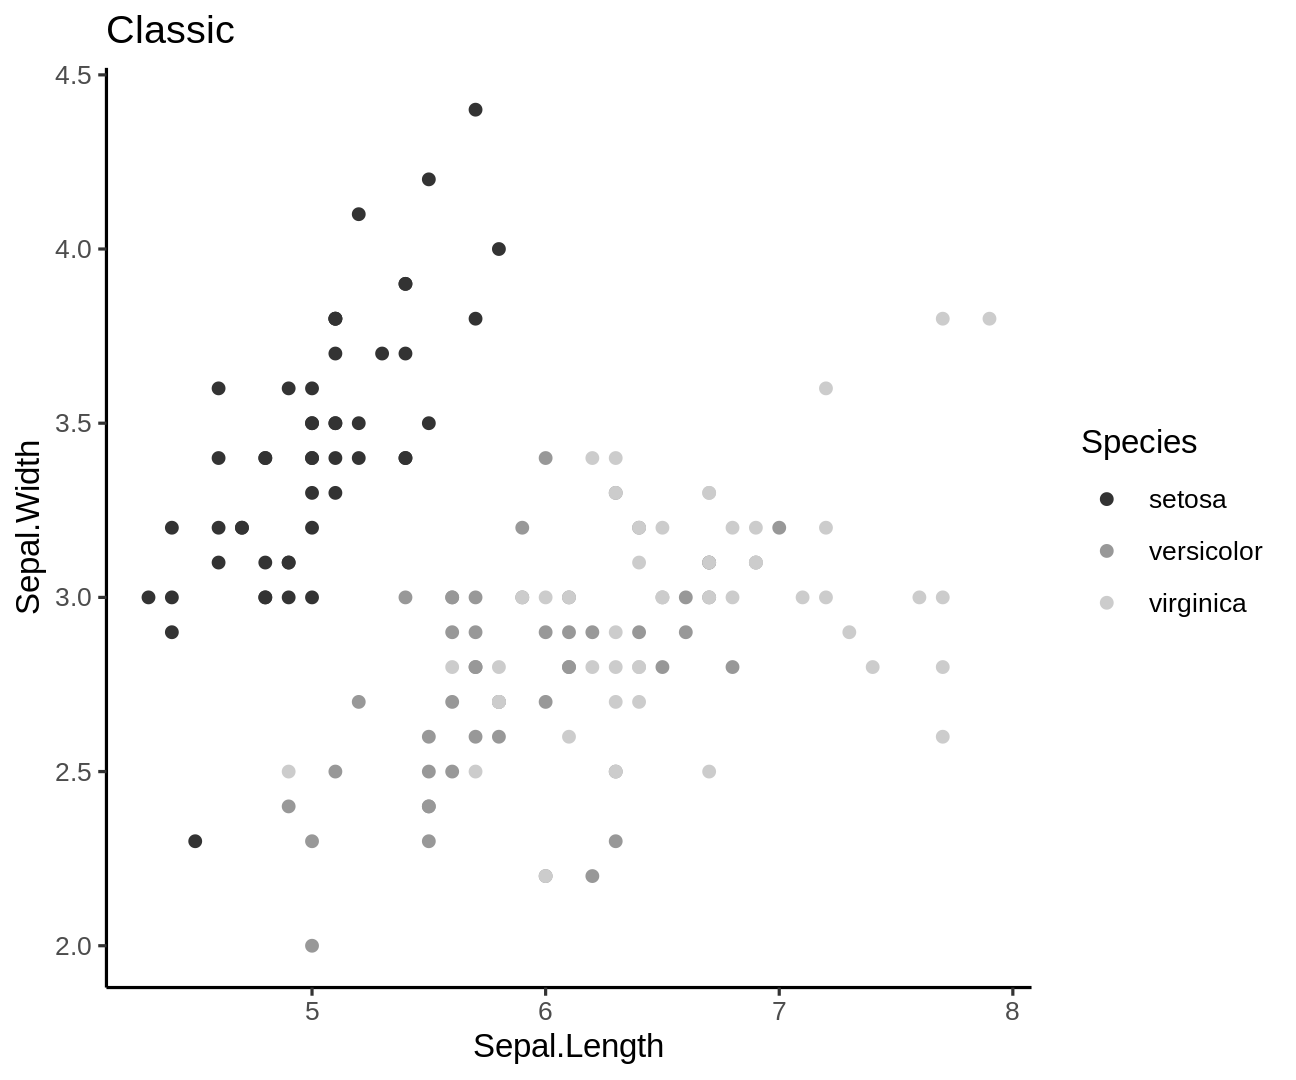 Classic
4.5
4.0
3.5
3.0
2.5
2.0
Sepal.Width
5 6 7 8
Sepal.Length
Species
setosa
versicolor
virginica